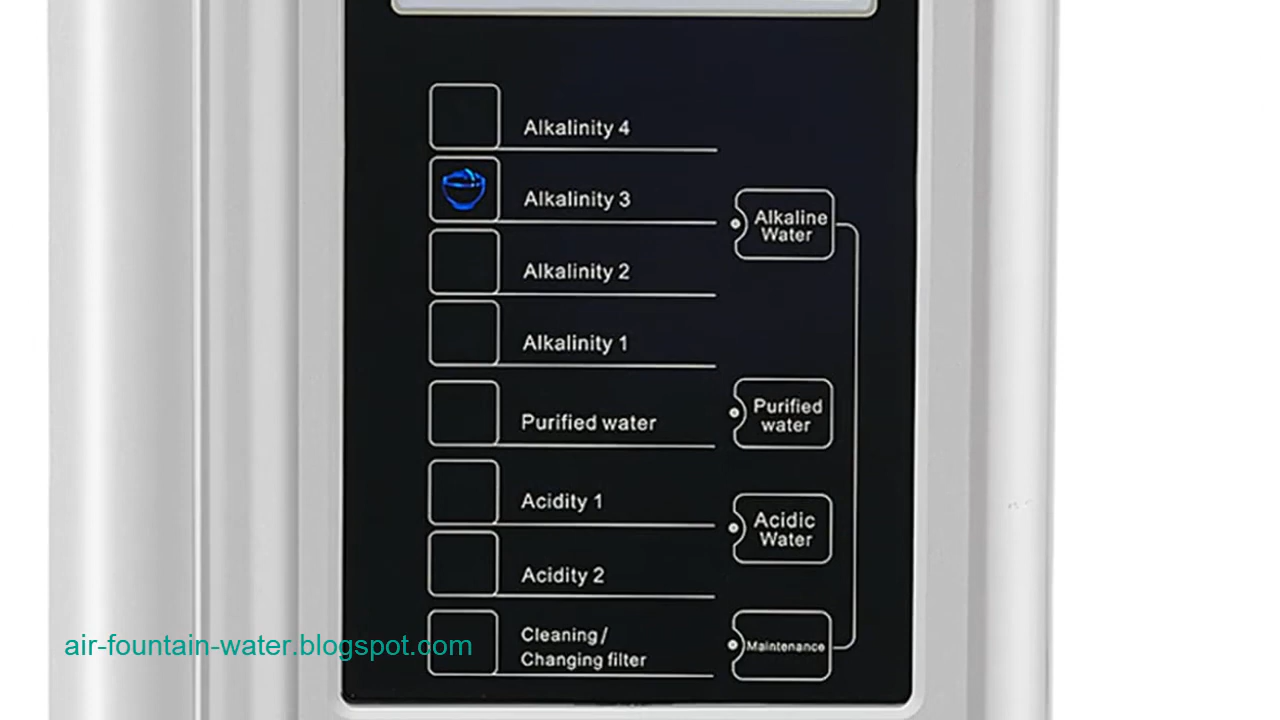 Alkalinity 4
Alkalinity 3
Alkaline
Water
Alkalinity 2
Alkalinity 1
Purified water
Purified
water
Acidity 1
Acidic
Water
Acidity 2
Cleaning/
Changing filter
Maintenance
air-fountain-water.blogspot.com